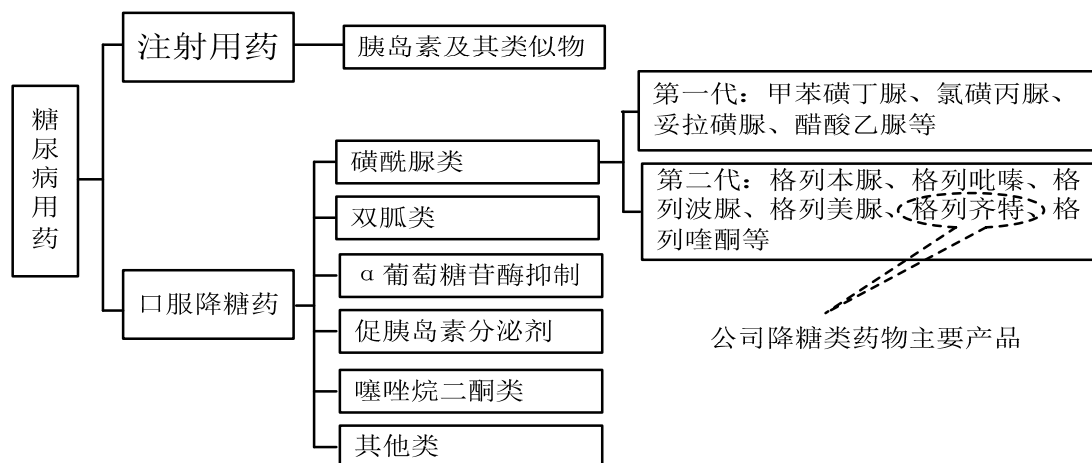 糖尿病用药
注射用药
胰岛素及其类似物
口服降糖药
磺酰脲类
第一代：甲苯磺丁脲、氯磺丙脲、
妥拉磺脲、醋酸乙脲等
第二代：格列本脲、格列吡嗪、格
列波脲、格列美脲、格列齐特、格
列喹酮等
公司降糖类药物主要产品
双胍类
α葡萄糖苷酶抑制
促胰岛素分泌剂
噻唑烷二酮类
其他类